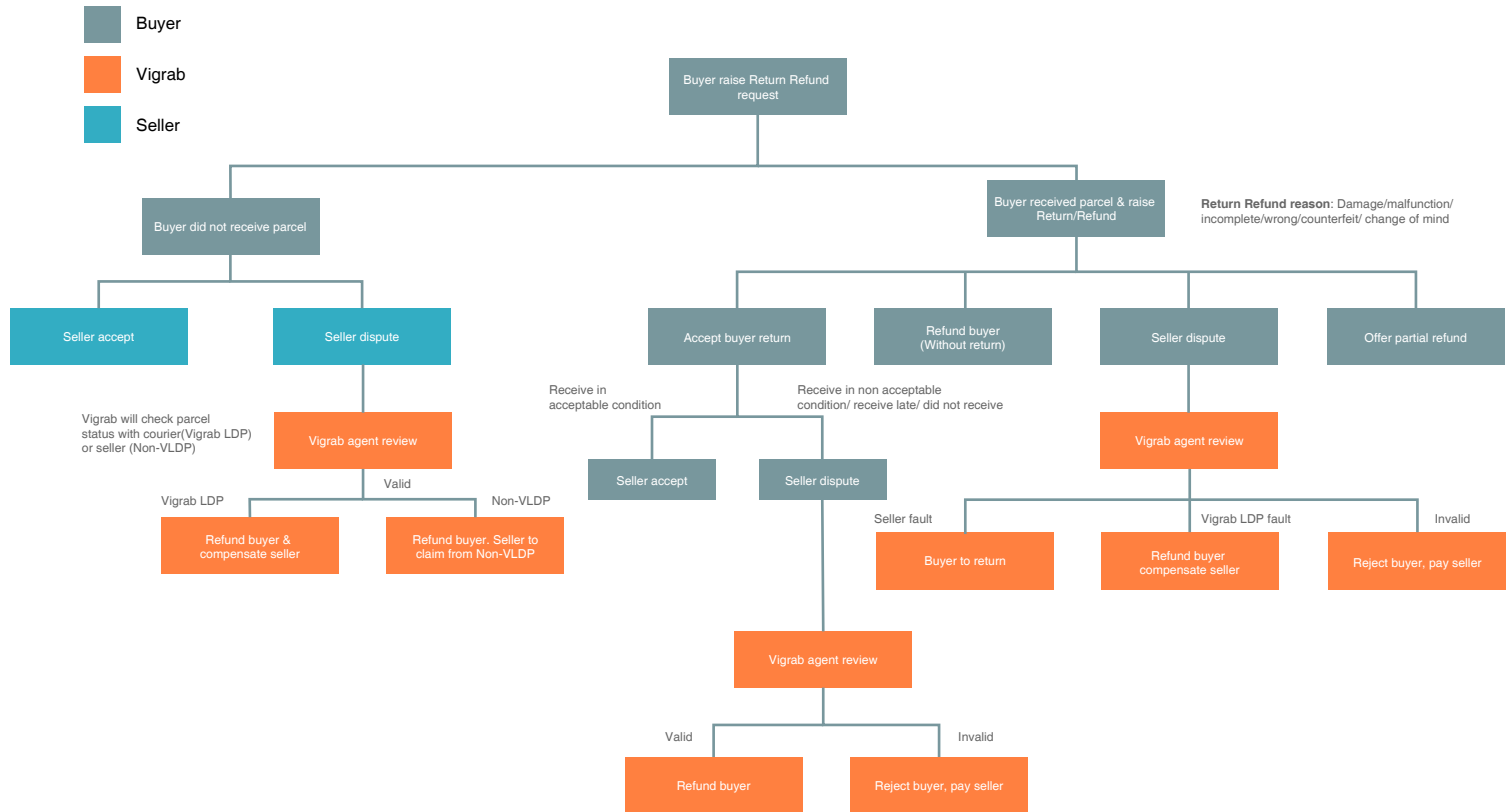 Buyer
Vigrab
Seller
Buyer raise Return Refund
request
Buyer did not receive parcel
Buyer received parcel & raise
Return/Refund
Return Refund reason: Damage/malfunction/
incomplete/wrong/counterfeit/ change of mind
Seller accept
Seller dispute
Accept buyer return
Refund buyer
(Without return)
Seller dispute
Offer partial refund
Receive in
acceptable condition
Receive in non acceptable
condition/ receive late/ did not receive
Vigrab will check parcel
status with courier(Vigrab LDP)
or seller (Non-VLDP)
Vigrab agent review
Vigrab agent review
Seller accept
Seller dispute
Valid
Vigrab LDP
Non-VLDP
Seller fault
Vigrab LDP fault
Invalid
Refund buyer &
compensate seller
Refund buyer. Seller to
claim from Non-VLDP
Buyer to return
Refund buyer
compensate seller
Reject buyer, pay seller
Vigrab agent review
Valid
Invalid
Refund buyer
Reject buyer, pay seller